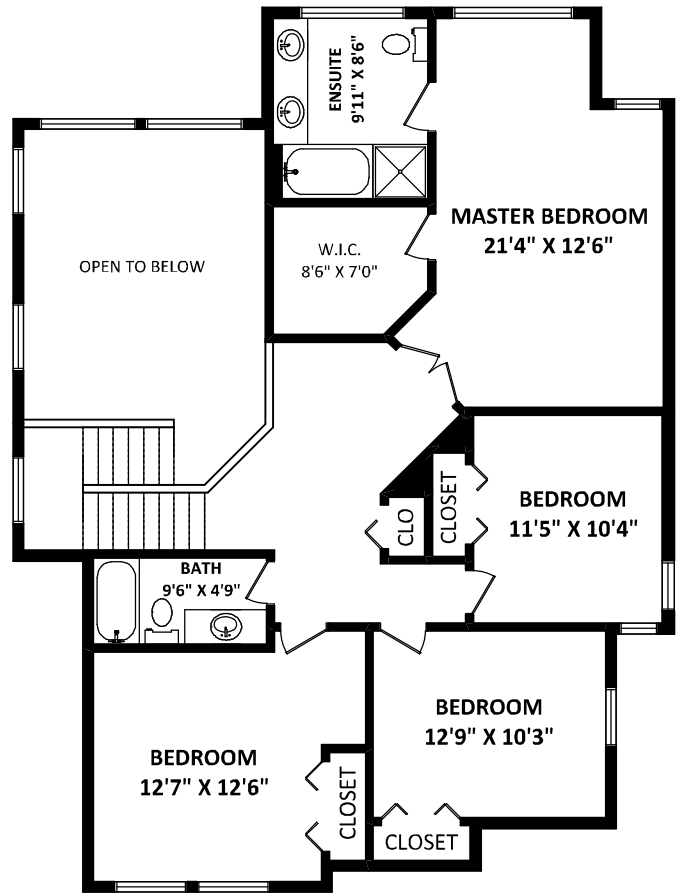 ENSUITE
9'11" X 8'6"
MASTER BEDROOM
21'4" X 12'6"
W.I.C.
8'6" X 7'0"
OPEN TO BELOW
CLOSET
BEDROOM
11'5" X 10'4"
CLO
BATH
9'6" X 4'9"
BEDROOM
12'9" X 10'3"
BEDROOM
12'7" X 12'6"
CLOSET
CLOSET